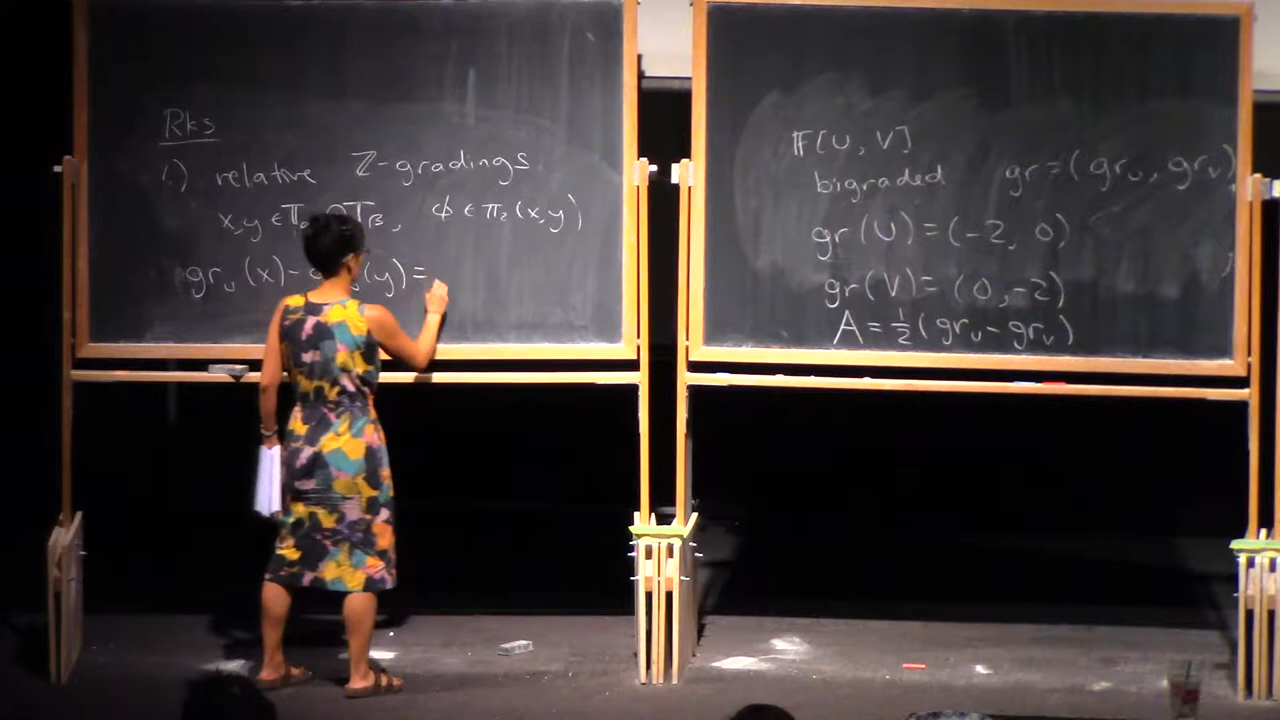 Rks
1.) relative ℤ-gradings
x,y ∈ 𝕋 𝕋β, φ ∈ π₂(x,y)
grᵤ(x) - (y) =
𝔽[U, V]
bigraded gr = (grᵤ, grᵥ)
gr(U) = (-2, 0)
gr(V) = (0, -2)
A = ½(grᵤ - grᵥ)